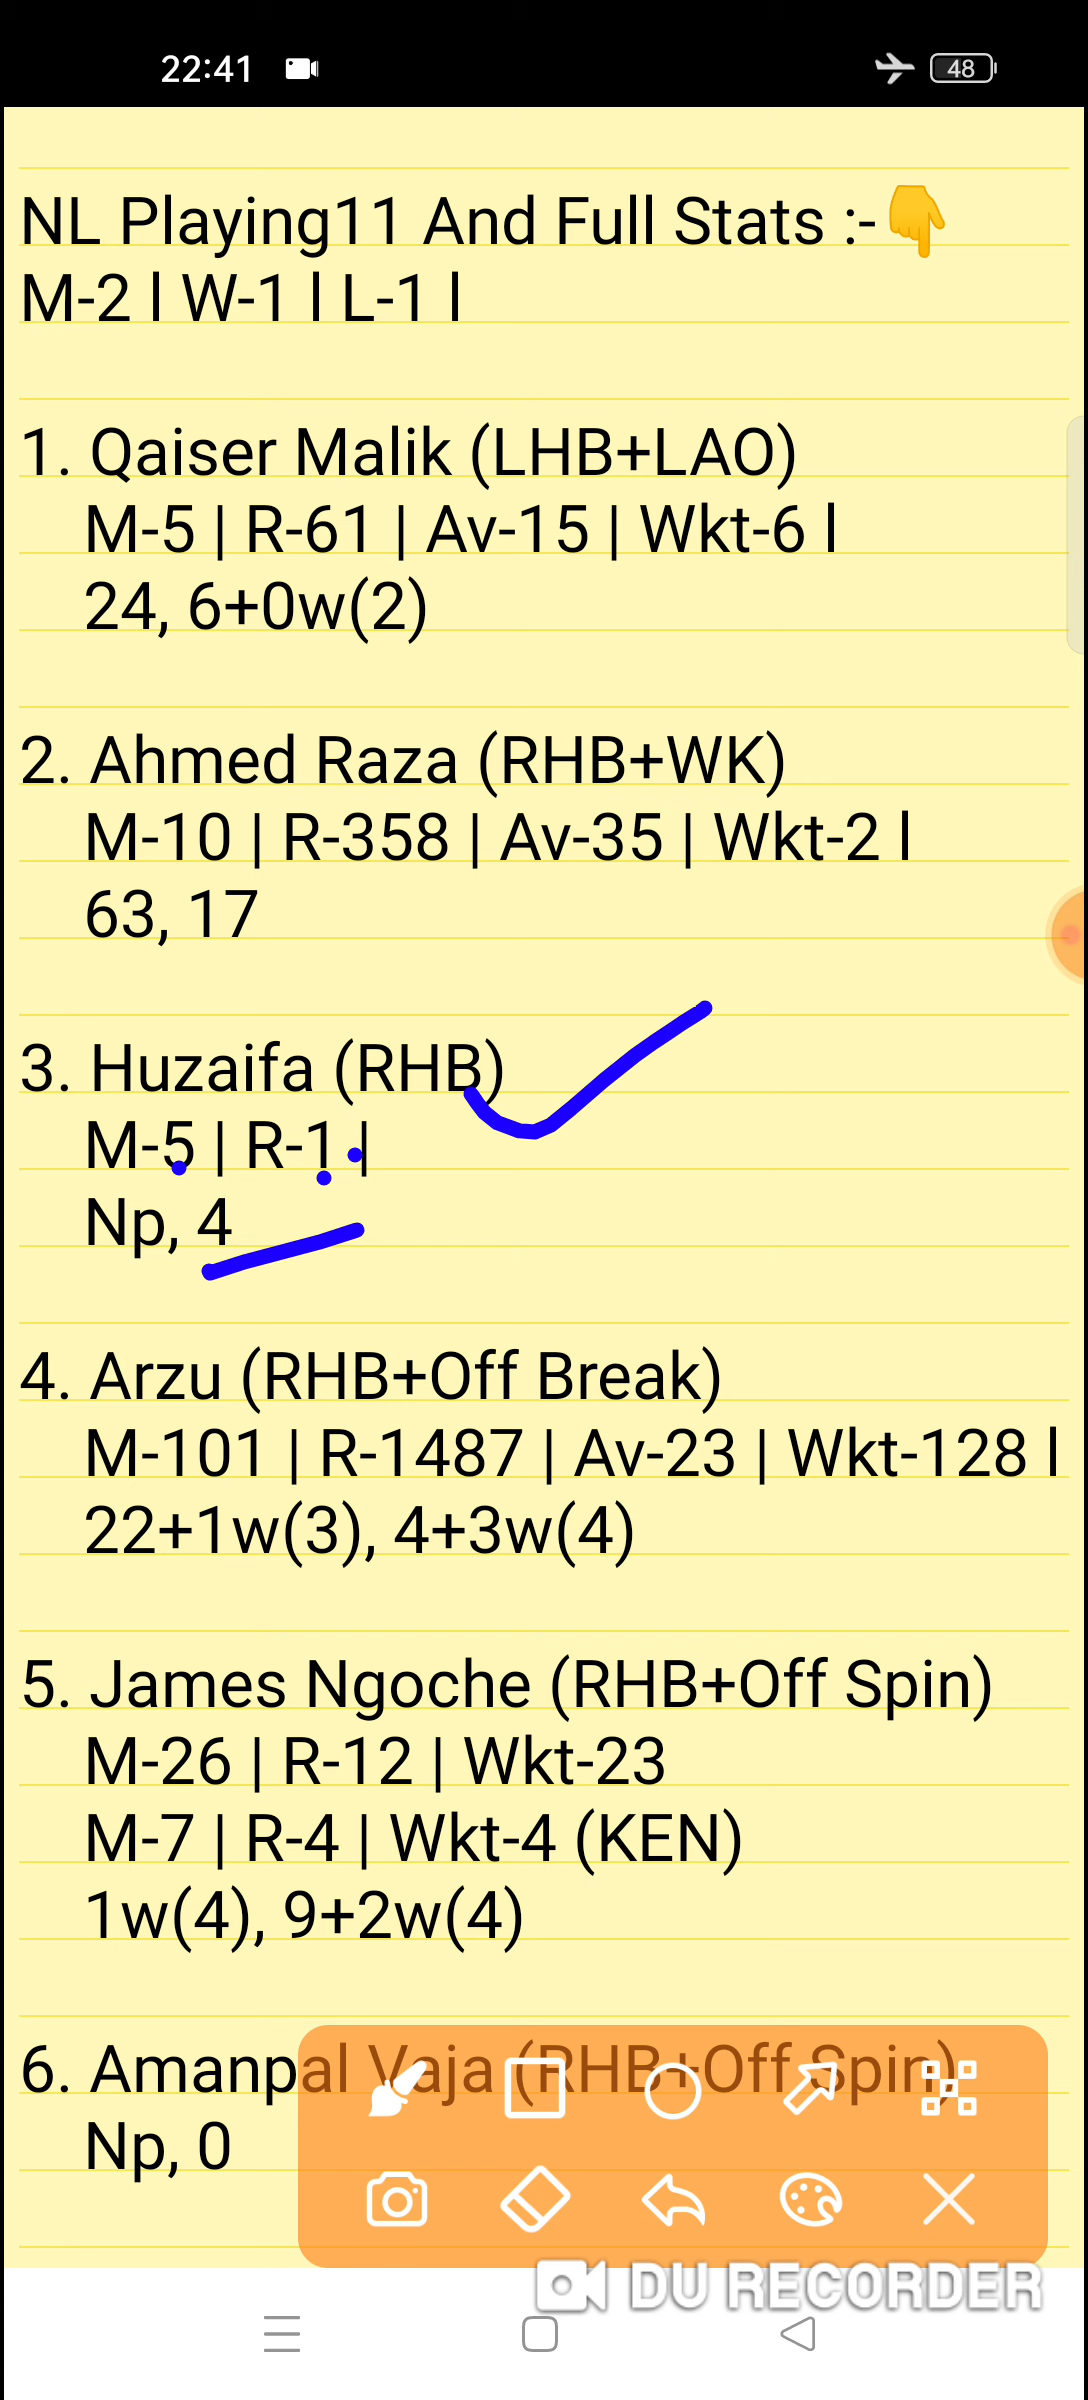 22:41
48
NL Playing11 And Full Stats :-👇
M-2 l W-1 l L-1 l
1. Qaiser Malik (LHB+LAO)
M-5 | R-61 | Av-15 | Wkt-6 l
24, 6+0w(2)
2. Ahmed Raza (RHB+WK)
M-10 | R-358 | Av-35 | Wkt-2 l
63, 17
3. Huzaifa (RHB)
M-5 | R-1 |
Np, 4
4. Arzu (RHB+Off Break)
M-101 | R-1487 | Av-23 | Wkt-128 l
22+1w(3), 4+3w(4)
5. James Ngoche (RHB+Off Spin)
M-26 | R-12 | Wkt-23
M-7 | R-4 | Wkt-4 (KEN)
1w(4), 9+2w(4)
6. Amanpal Vaja (RHB+Off Spin)
Np, 0
DU RECORDER